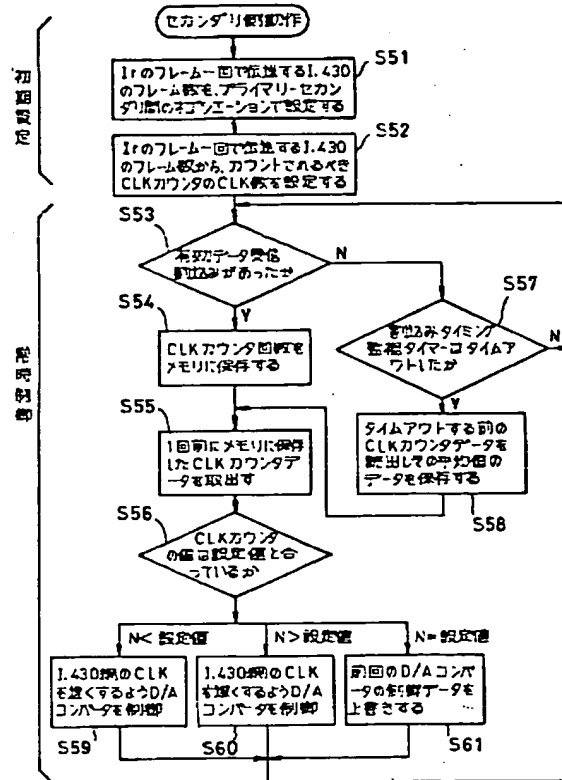 セカンダリ側動作
S51
Irのフレーム一回で伝送するI.430
のフレーム数を、プライマリーセカン
ダリ間のネゴシエーションで設定する
S52
Irのフレーム一回で伝送するI.430
のフレーム数から、カウントされるべき
CLKカウンタのCLK数を設定する
S53
有効データ受信
割込みがあったか
N
Y
S54
CLKカウンタ回数を
メモリに保存する
S57
割込みタイミング
監視タイマーはタイム
アウトしたか
N
Y
S55
1回前にメモリに保存
したCLKカウンタデ
ータを取出す
タイムアウトする前の
CLKカウンタデータを
読出しての平均値の
データを保存する
S58
S56
CLKカウンタ
の値は設定値と合
っているか
N< 設定値
N>設定値
N=設定値
I.430側のCLK
を
くするようD/A
コンバータを制御
S59
I.430側のCLK
を
くするようD/A
コンバータを制御
S60
前回のD/Aコンバ
ータの制御データを
上書きする
S61